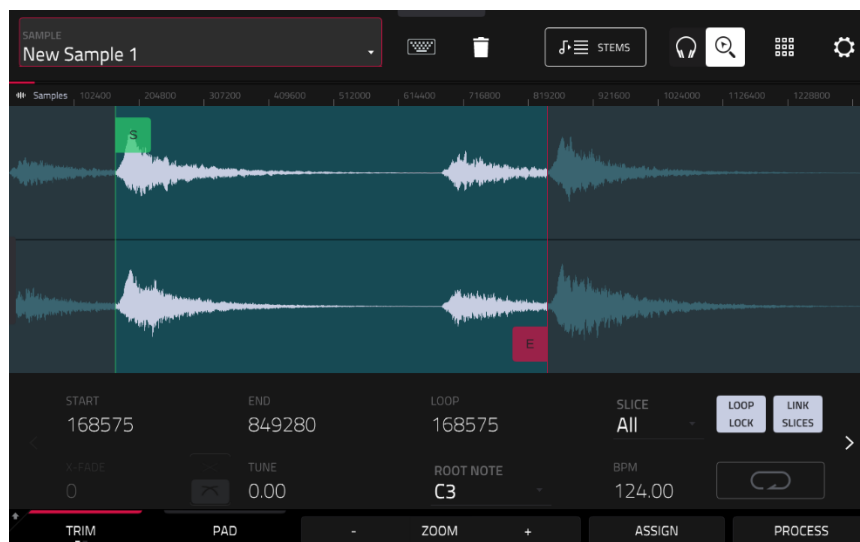 SAMPLE
New Sample 1
STEMS
Samples 102400 204800 307200 409600 512000 614400 716800 819200 921600 1024000 1126400 1228800
S
E
START END LOOP SLICE LOOP LOCK LINK SLICES
168575 849280 168575 All
X-FADE TUNE ROOT NOTE BPM
0 0.00 C3 124.00
TRIM PAD - ZOOM + ASSIGN PROCESS